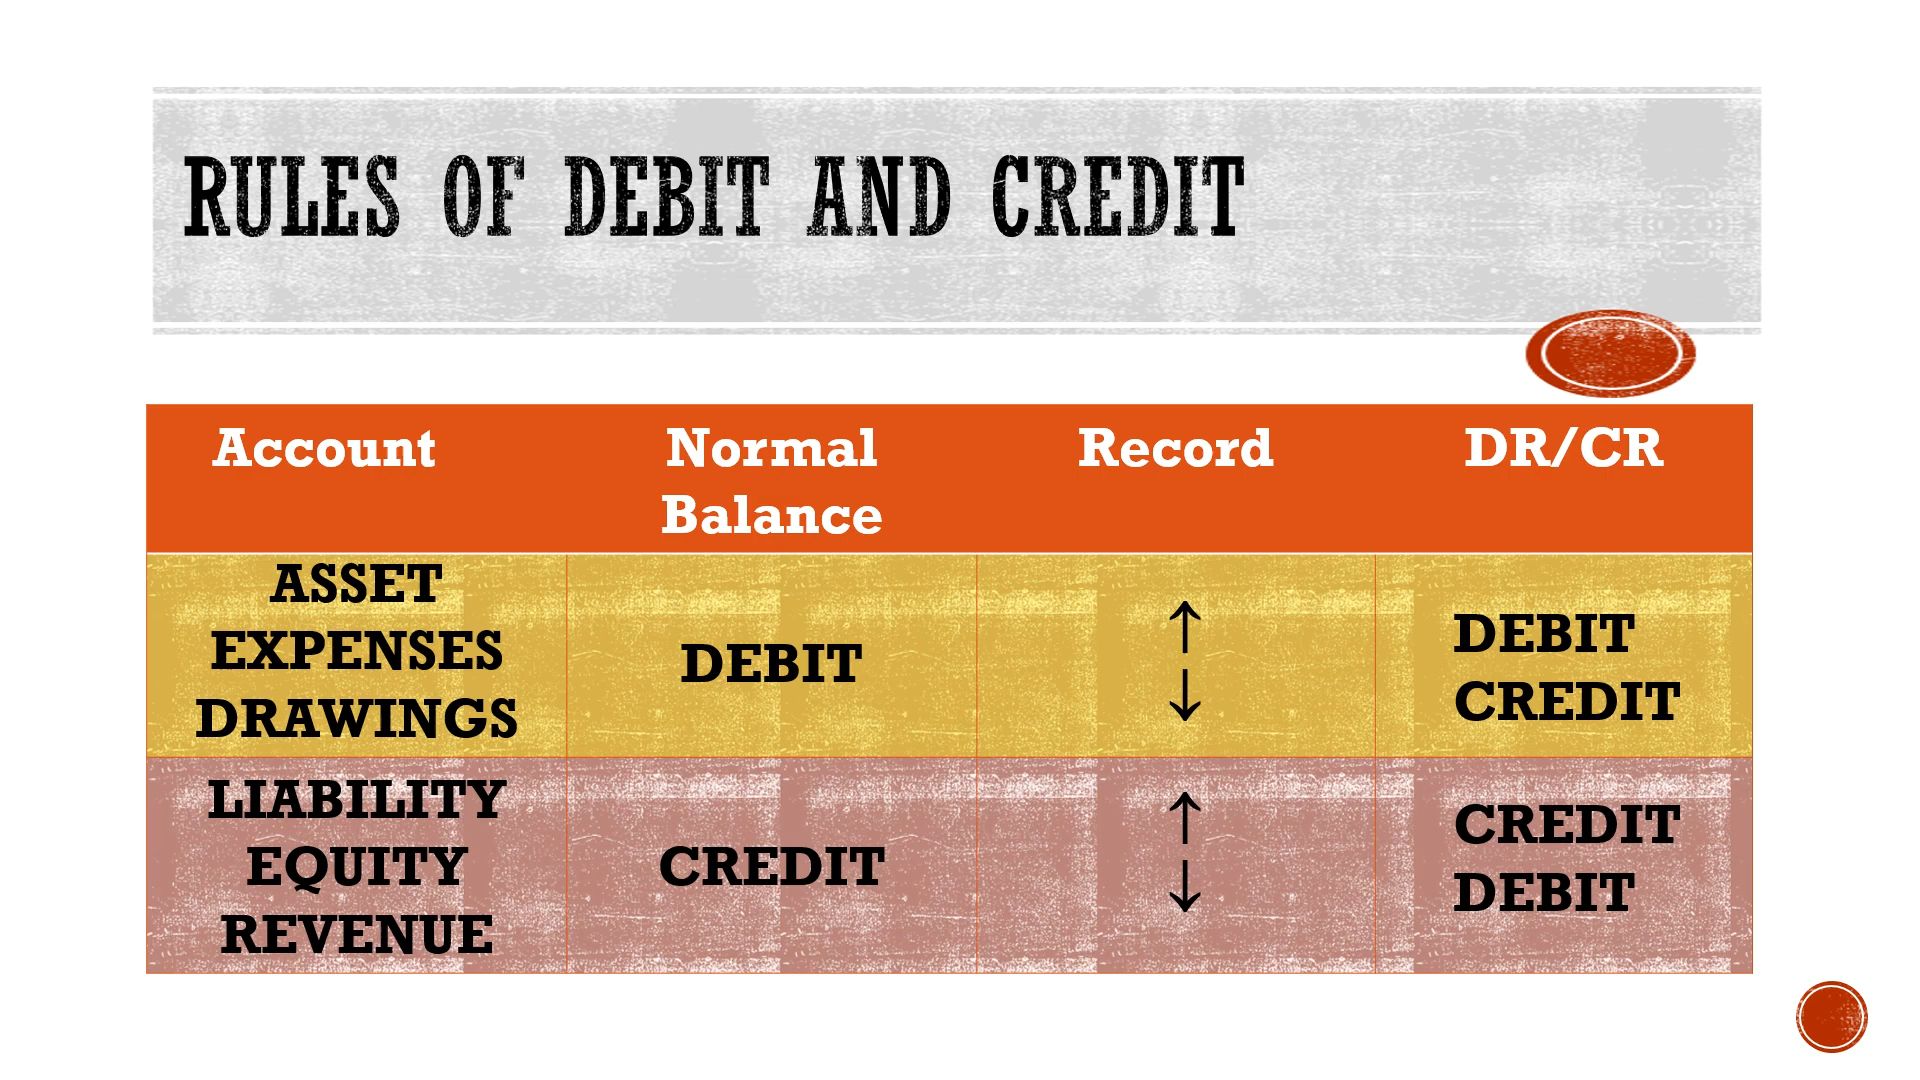 RULES OF DEBIT AND CREDIT
Account Normal Balance Record DR/CR
ASSET
EXPENSES
DRAWINGS
DEBIT
↑
↓
DEBIT
CREDIT
LIABILITY
EQUITY
REVENUE
CREDIT
↑
↓
CREDIT
DEBIT